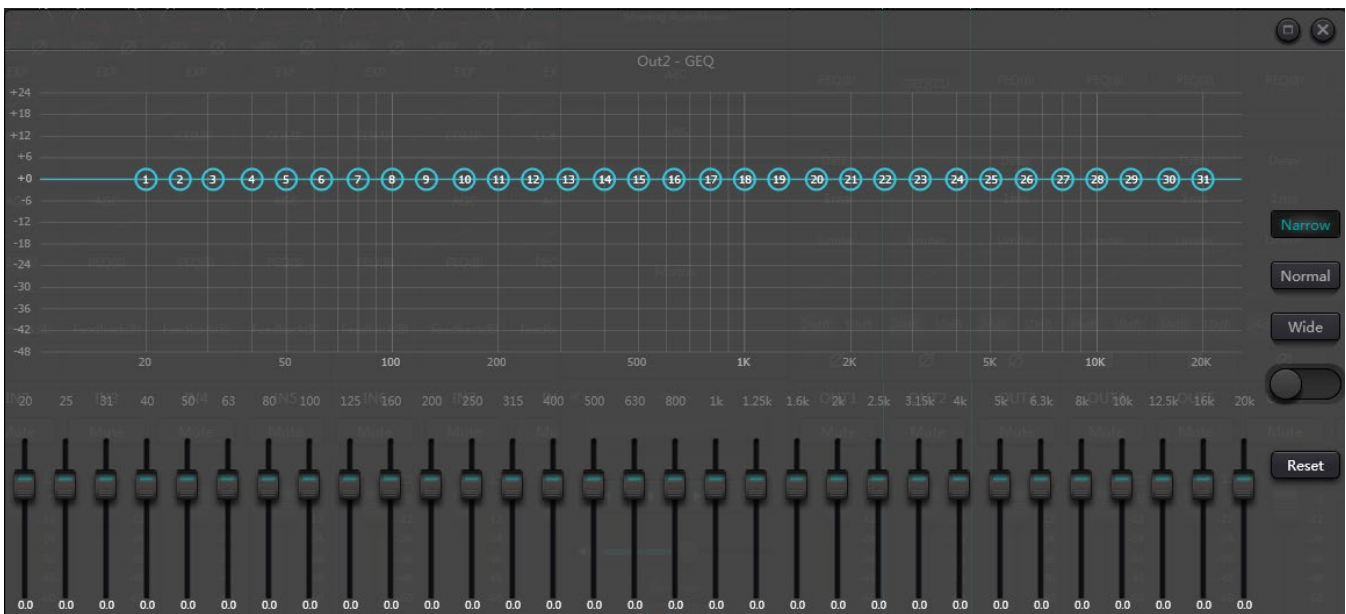 Out2 - GEQ
+24
+18
+12
+6
+0
-6
-12
-18
-24
-30
-36
-42
-48
1 2 3 4 5 6 7 8 9 10 11 12 13 14 15 16 17 18 19 20 21 22 23 24 25 26 27 28 29 30 31
20 50 100 200 500 1K 2K 5K 10K 20K
Narrow
Normal
Wide
Reset
20 25 31 40 50 63 80 100 125 160 200 250 315 400 500 630 800 1k 1.25k 1.6k 2k 2.5k 3.15k 4k 5k 6.3k 8k 10k 12.5k 16k 20k
0.0 0.0 0.0 0.0 0.0 0.0 0.0 0.0 0.0 0.0 0.0 0.0 0.0 0.0 0.0 0.0 0.0 0.0 0.0 0.0 0.0 0.0 0.0 0.0 0.0 0.0 0.0 0.0 0.0 0.0 0.0